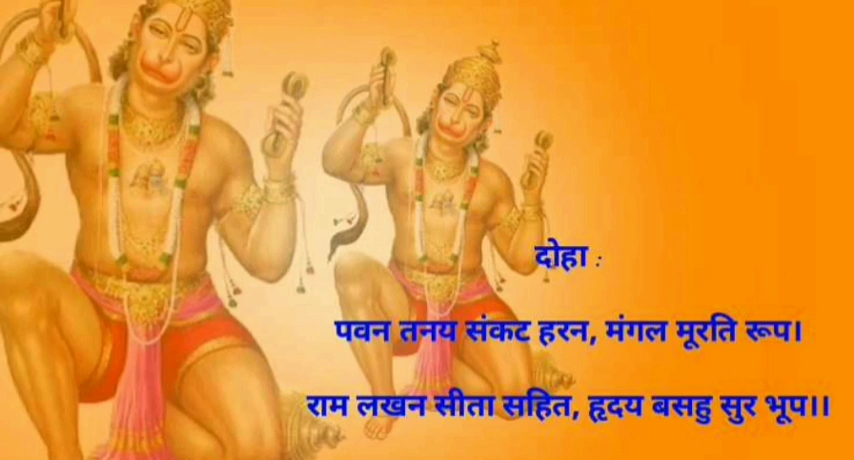 दोहा :
पवन तनय संकट हरन, मंगल मूरति रूप।
राम लखन सीता सहित, हृदय बसहु सुर भूप।।